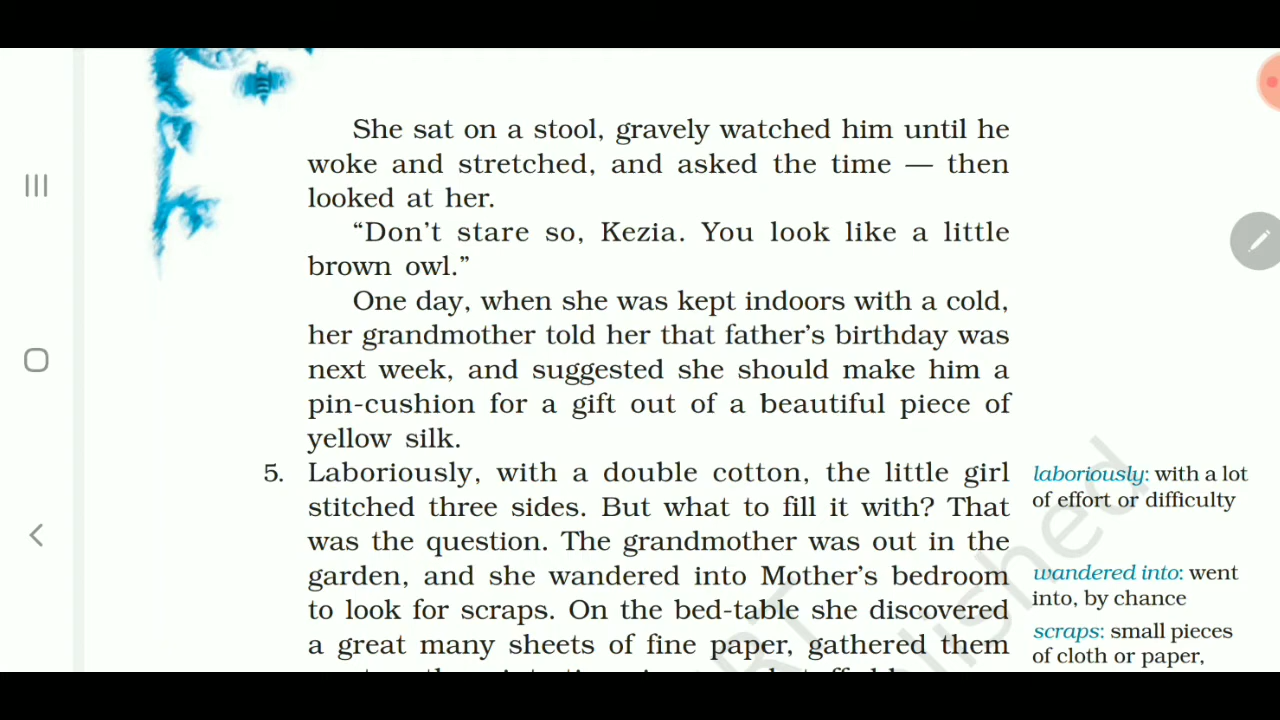 She sat on a stool, gravely watched him until he
woke and stretched, and asked the time — then
looked at her.
“Don’t stare so, Kezia. You look like a little
brown owl.”
One day, when she was kept indoors with a cold,
her grandmother told her that father’s birthday was
next week, and suggested she should make him a
pin-cushion for a gift out of a beautiful piece of
yellow silk.
5. Laboriously, with a double cotton, the little girl
stitched three sides. But what to fill it with? That
was the question. The grandmother was out in the
garden, and she wandered into Mother’s bedroom
to look for scraps. On the bed-table she discovered
a great many sheets of fine paper, gathered them
laboriously: with a lot
of effort or difficulty
wandered into: went
into, by chance
scraps: small pieces
of cloth or paper,